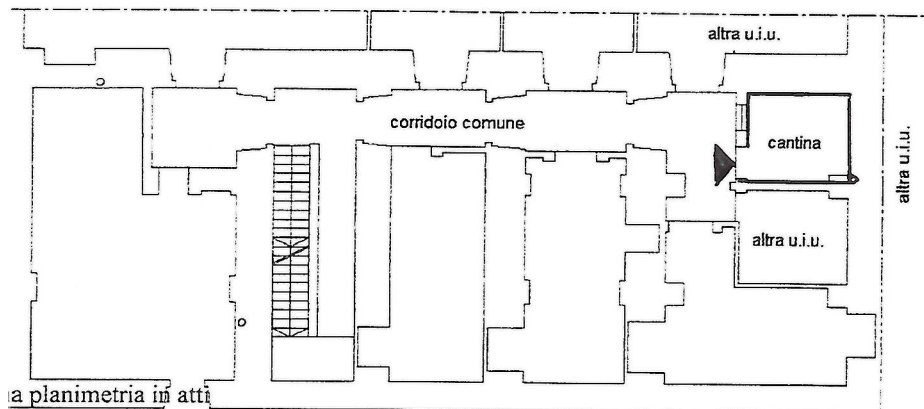 altra u.i.u.
corridoio comune
cantina
altra u.i.u.
altra u.i.u.
planimetria in atti